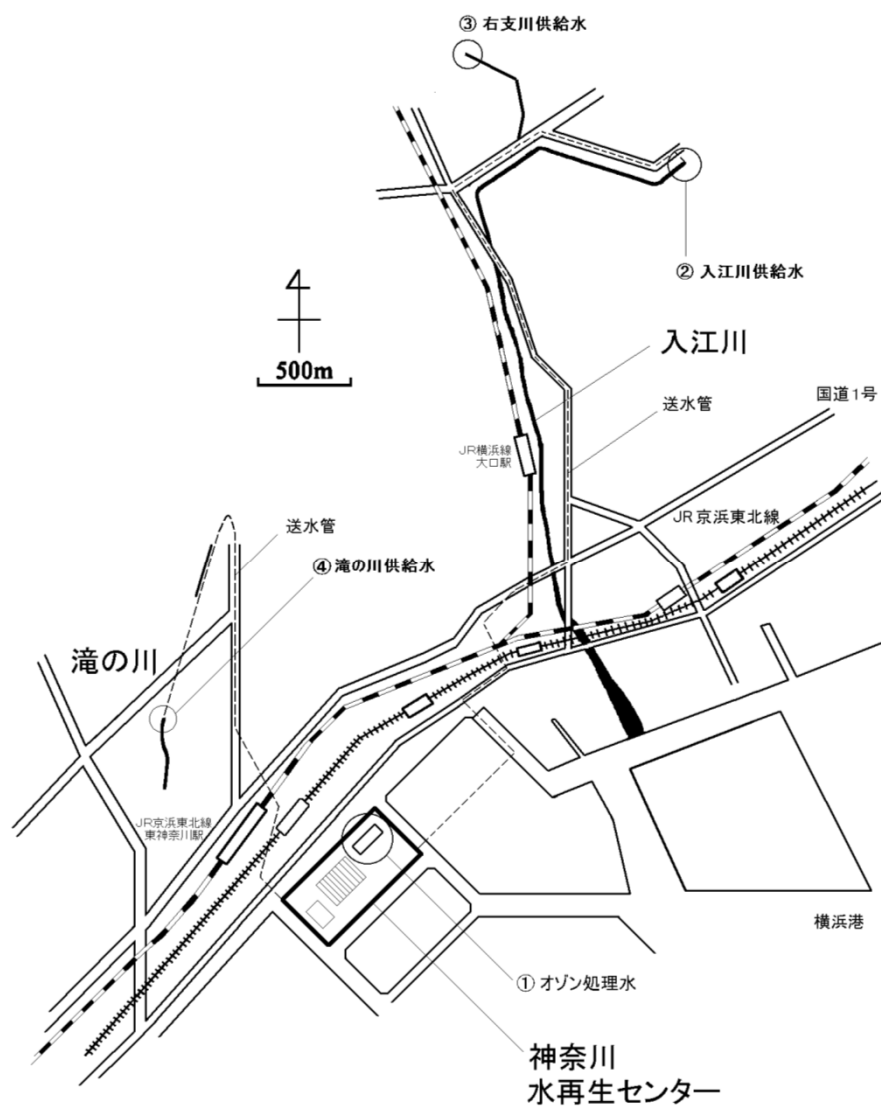 ③ 右支川供給水
② 入江川供給水
500m
入江川
送水管
国道1号
JR横浜線
大口駅
JR京浜東北線
送水管
④滝の川供給水
滝の川
JR京浜東北線
東神奈川駅
横浜港
① オゾン処理水
神奈川
水再生センター